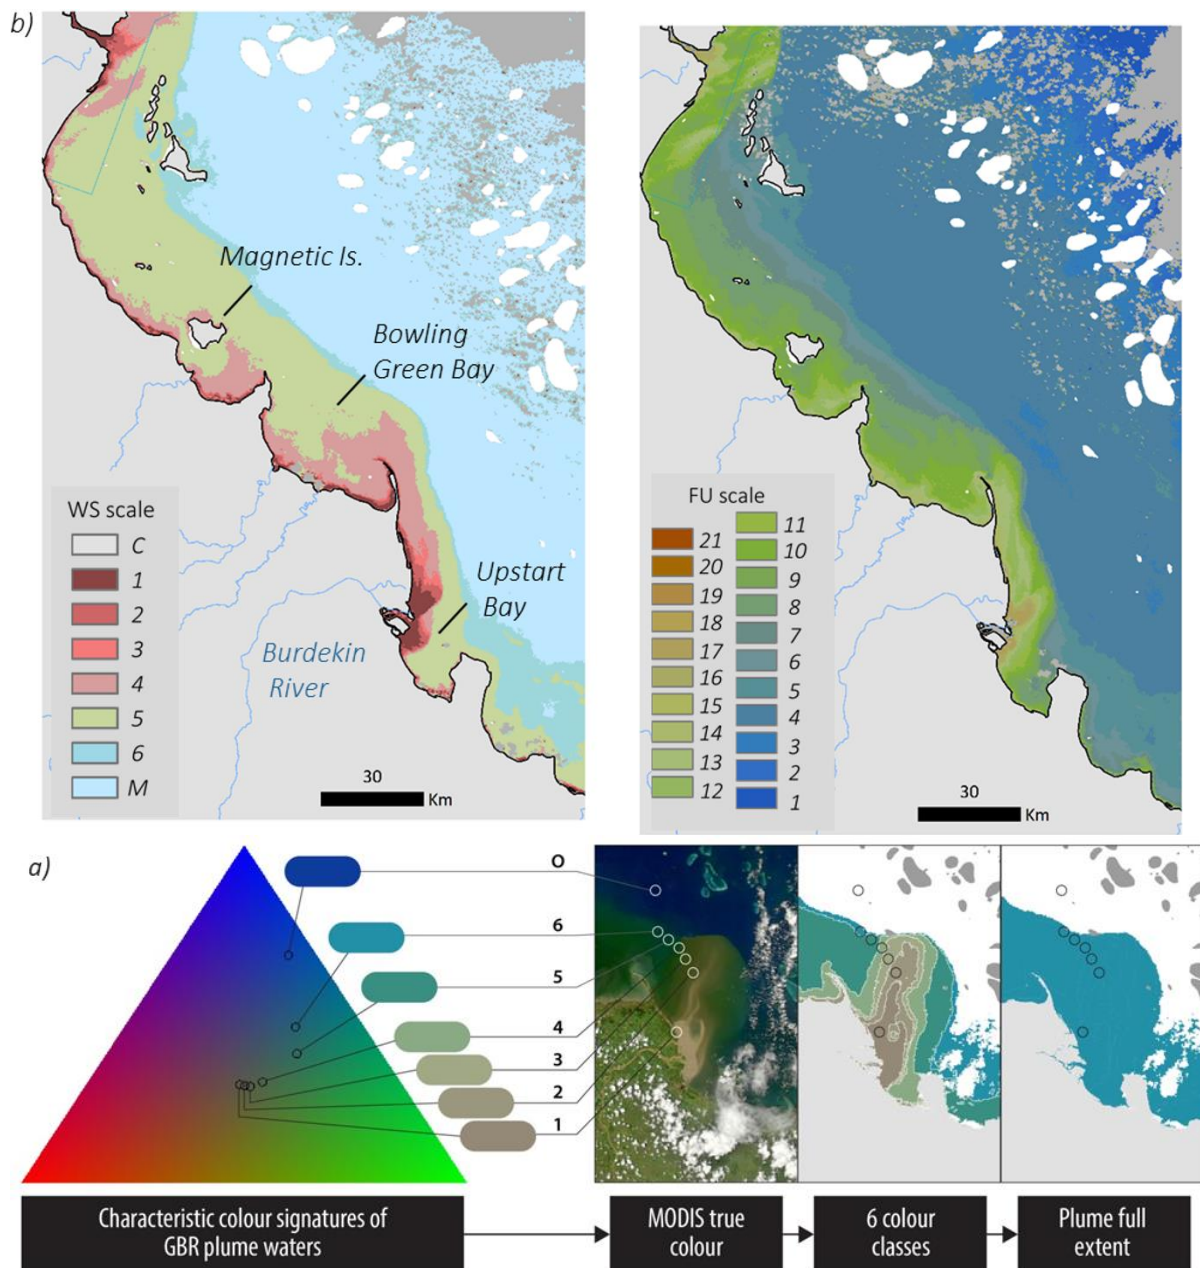 b)
Magnetic Is.
Bowling
Green Bay
Upstart
Bay
Burdekin
River
WS scale
C
1
2
3
4
5
6
M
30
Km
FU scale
21
20
19
18
17
16
15
14
13
12
11
10
9
8
7
6
5
4
3
2
1
30
Km
a)
O
6
5
4
3
2
1
Characteristic colour signatures of
GBR plume waters
MODIS true
colour
6 colour
classes
Plume full
extent